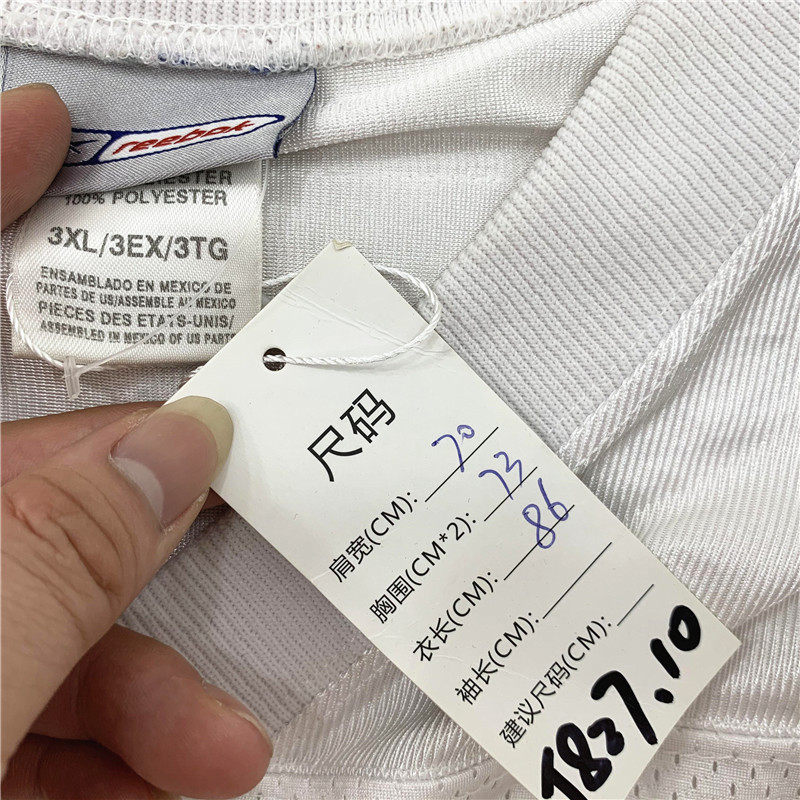 reebok
100% POLYESTER
3XL/3EX/3TG
ENSAMBLADO EN MEXICO DE
PARTES DE US/ASSEMBLE AU MEXICO
PIECES DES ETATS-UNIS/
ASSEMBLED IN MEXICO OF US PARTS
尺码
肩宽(CM): 70
胸围(CM*2): 73
衣长(CM): 86
袖长(CM):
建议尺码(CM):
T827.10